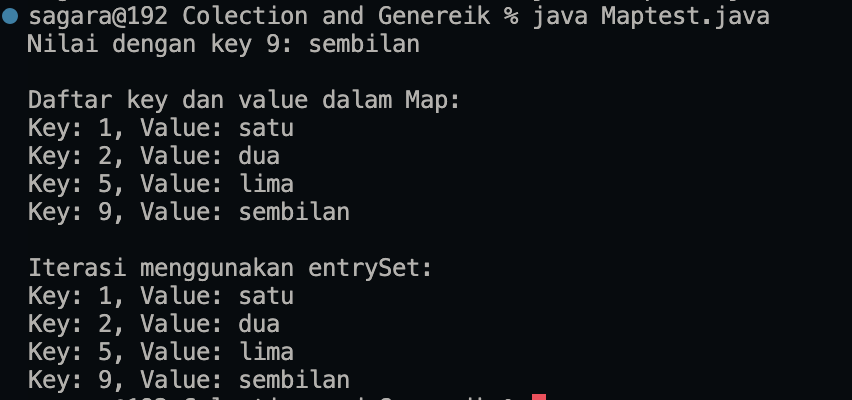 sagara@192 Colection and Genereik % java Maptest.java
Nilai dengan key 9: sembilan
Daftar key dan value dalam Map:
Key: 1, Value: satu
Key: 2, Value: dua
Key: 5, Value: lima
Key: 9, Value: sembilan
Iterasi menggunakan entrySet:
Key: 1, Value: satu
Key: 2, Value: dua
Key: 5, Value: lima
Key: 9, Value: sembilan